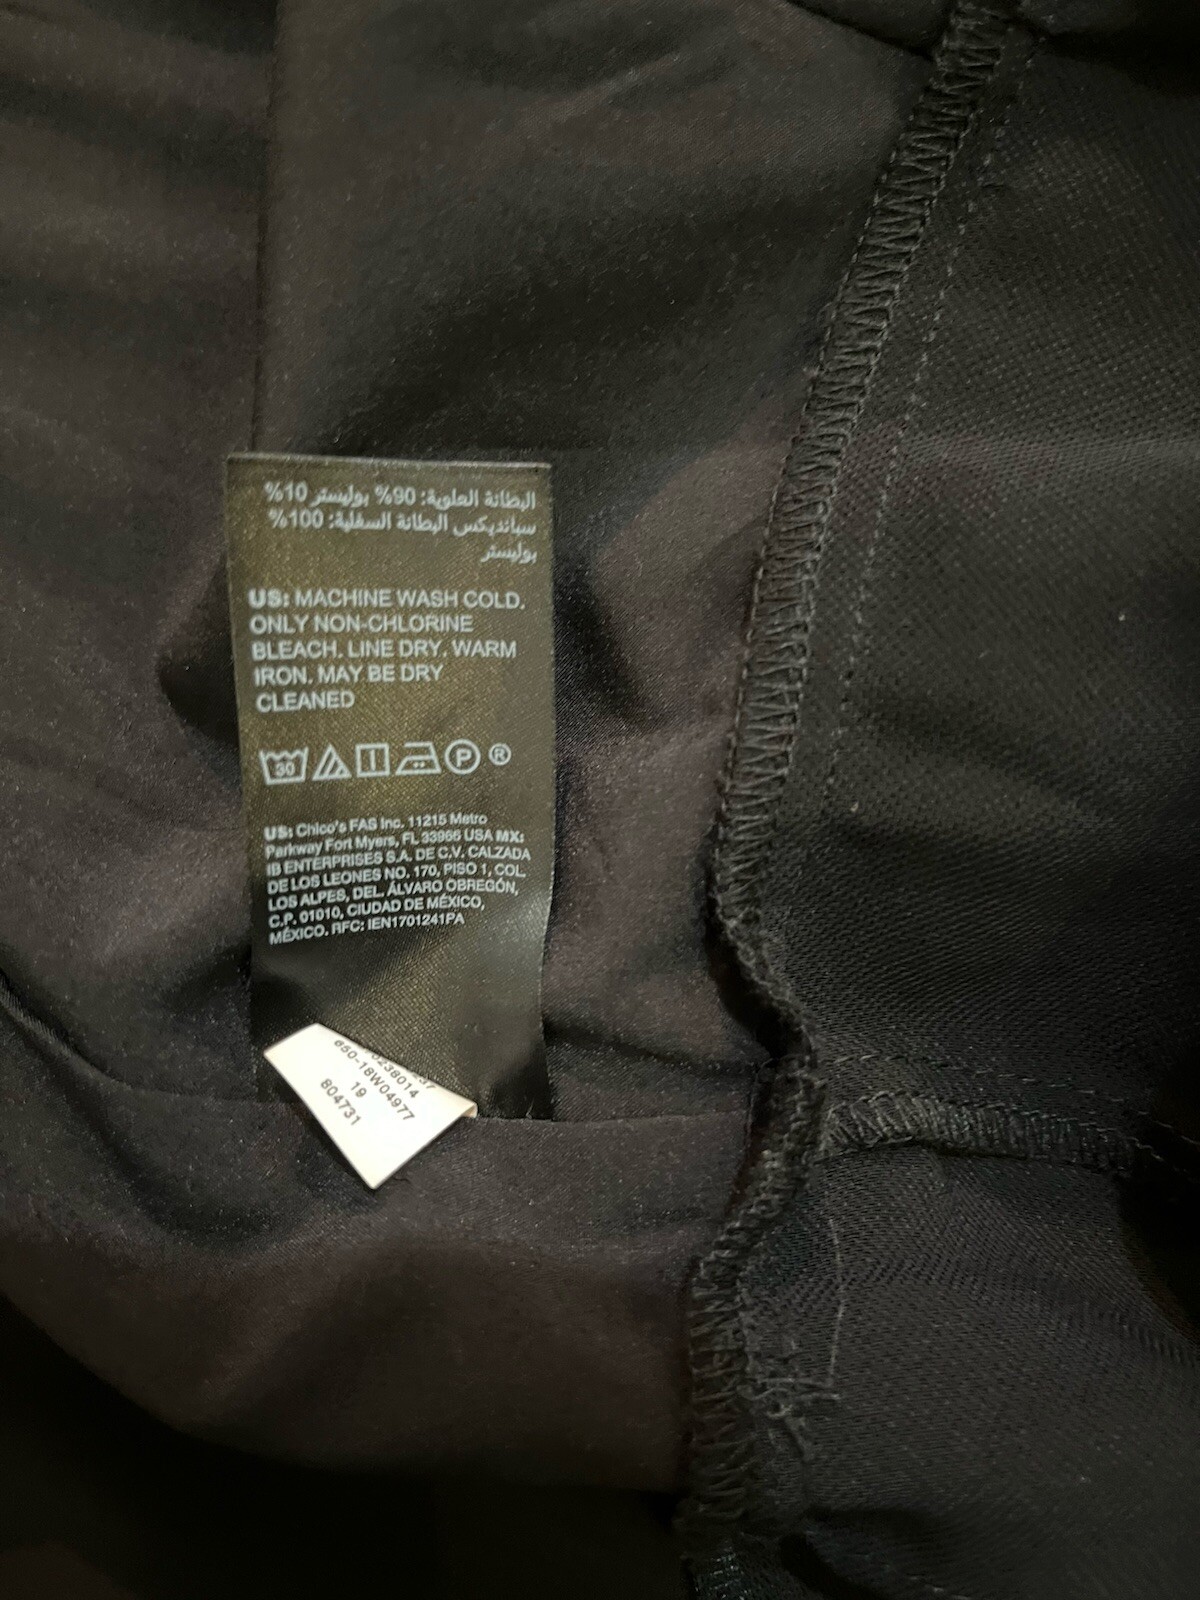 البطانة العلوية: 90% بوليستر 10%
سبانديكس البطانة السفلية: 100%
بوليستر
US: MACHINE WASH COLD.
ONLY NON-CHLORINE
BLEACH. LINE DRY. WARM
IRON. MAY BE DRY
CLEANED
30 P ®
US: Chico's FAS Inc. 11215 Metro
Parkway Fort Myers, FL 33966 USA MX:
IB ENTERPRISES S.A. DE C.V. CALZADA
DE LOS LEONES NO. 170, PISO 1, COL.
LOS ALPES, DEL. ÁLVARO OBREGÓN,
C.P. 01010, CIUDAD DE MÉXICO,
MÉXICO. RFC: IEN1701241PA
650-18W04977
19
804731